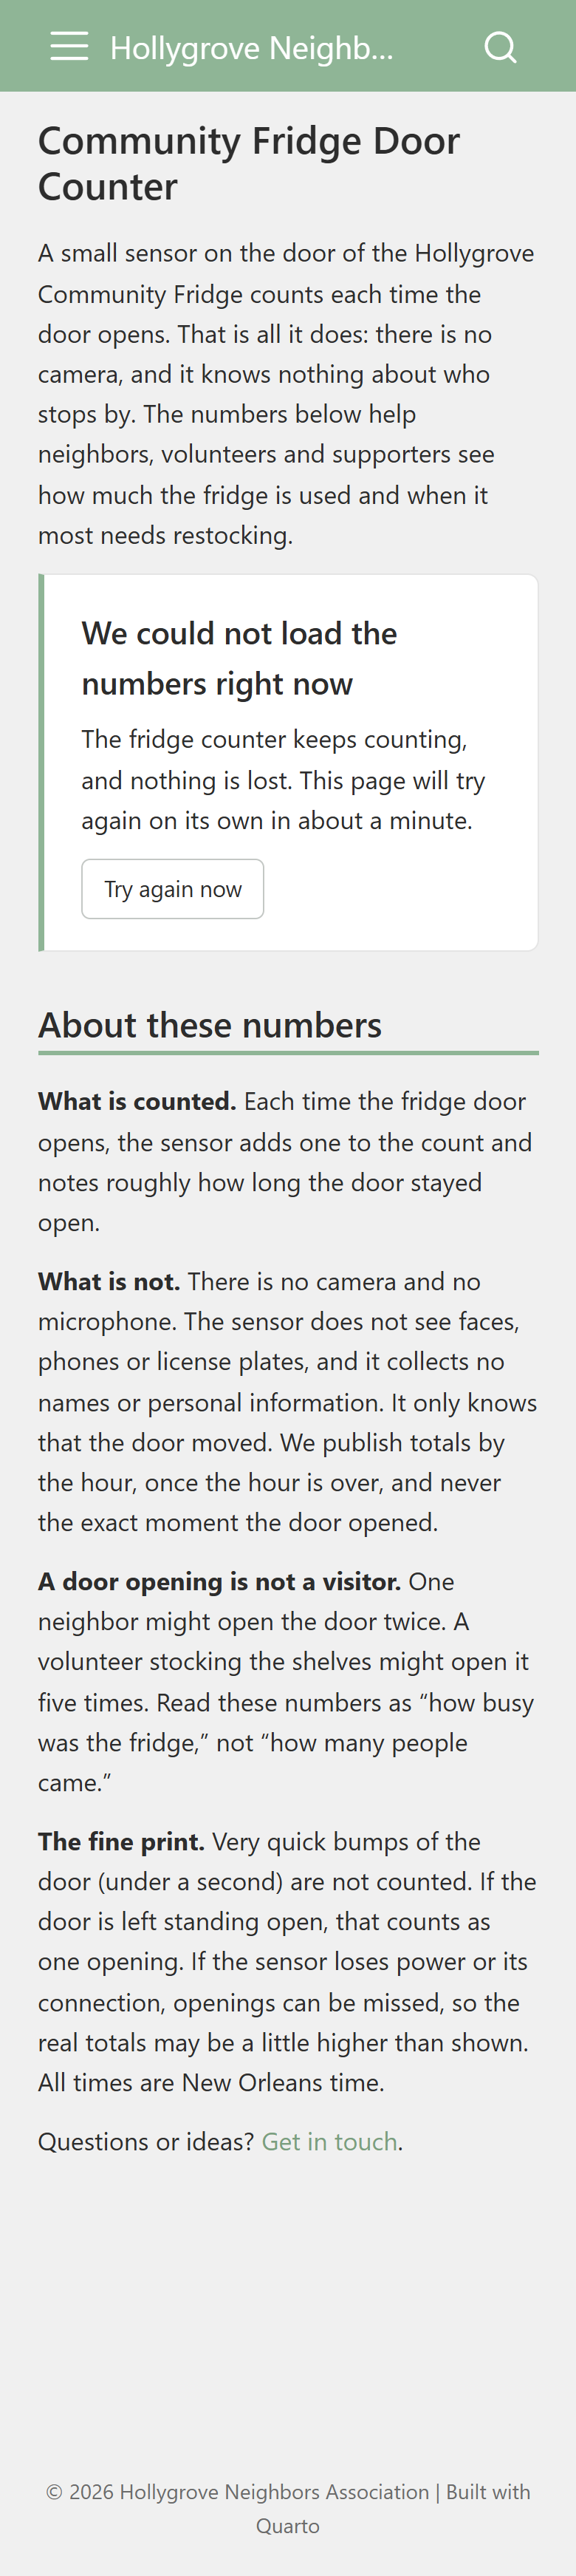 Hollygrove Neighb...
Community Fridge Door
Counter
A small sensor on the door of the Hollygrove
Community Fridge counts each time the
door opens. That is all it does: there is no
camera, and it knows nothing about who
stops by. The numbers below help
neighbors, volunteers and supporters see
how much the fridge is used and when it
most needs restocking.
We could not load the
numbers right now
The fridge counter keeps counting,
and nothing is lost. This page will try
again on its own in about a minute.
Try again now
About these numbers
What is counted. Each time the fridge door
opens, the sensor adds one to the count and
notes roughly how long the door stayed
open.
What is not. There is no camera and no
microphone. The sensor does not see faces,
phones or license plates, and it collects no
names or personal information. It only knows
that the door moved. We publish totals by
the hour, once the hour is over, and never
the exact moment the door opened.
A door opening is not a visitor. One
neighbor might open the door twice. A
volunteer stocking the shelves might open it
five times. Read these numbers as “how busy
was the fridge,” not “how many people
came.”
The fine print. Very quick bumps of the
door (under a second) are not counted. If the
door is left standing open, that counts as
one opening. If the sensor loses power or its
connection, openings can be missed, so the
real totals may be a little higher than shown.
All times are New Orleans time.
Questions or ideas? Get in touch.
© 2026 Hollygrove Neighbors Association | Built with
Quarto